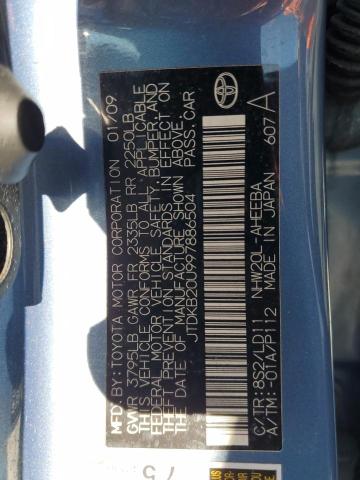 MFD. BY: TOYOTA MOTOR CORPORATION 01/09
GVWR 3795LB GAWR FR 2335LB RR 2250LB
THIS VEHICLE CONFORMS TO ALL APPLICABLE
FEDERAL MOTOR VEHICLE SAFETY, BUMPER, AND
THEFT PREVENTION STANDARDS IN EFFECT ON
THE DATE OF MANUFACTURE SHOWN ABOVE.
JTDKB20U997886504 PASS.CAR
C/TR: 8S2/LD11 NHW20L-AHEEBA
A/TM: -01A/P112 MADE IN JAPAN 607 A
75